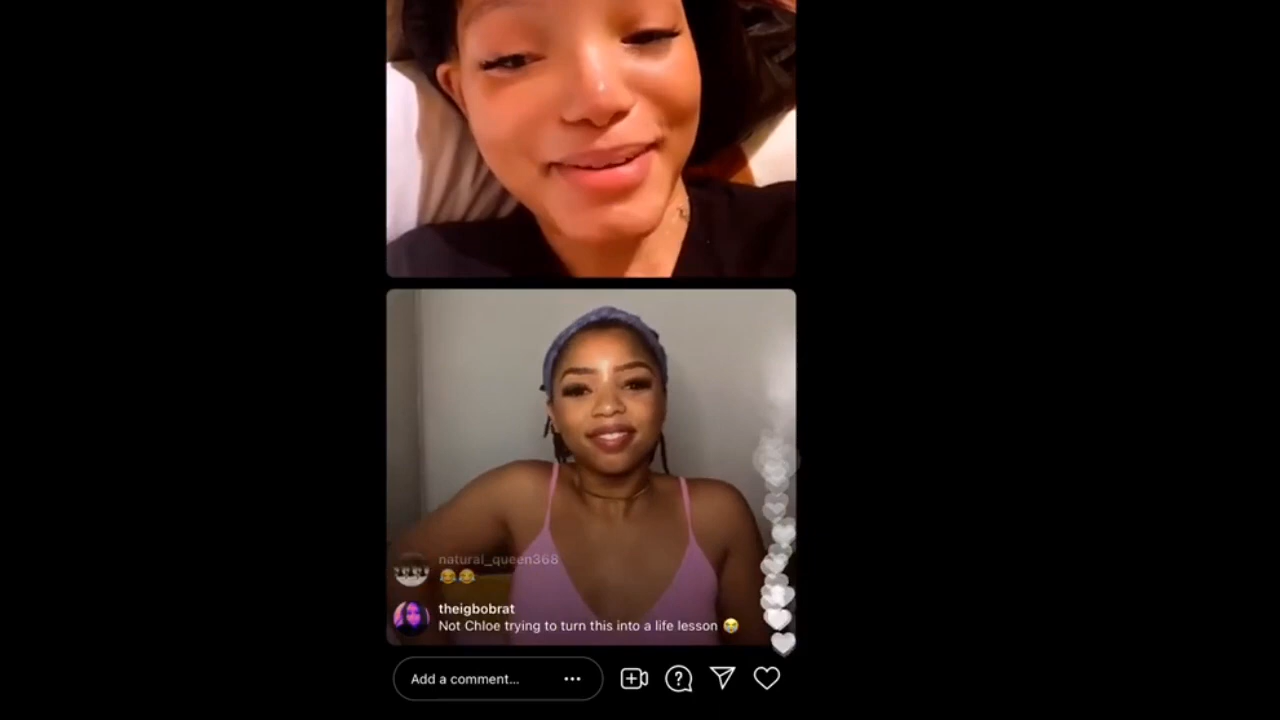 natural_queen368
😂😂
theigbobrat
Not Chloe trying to turn this into a life lesson 😭
Add a comment...